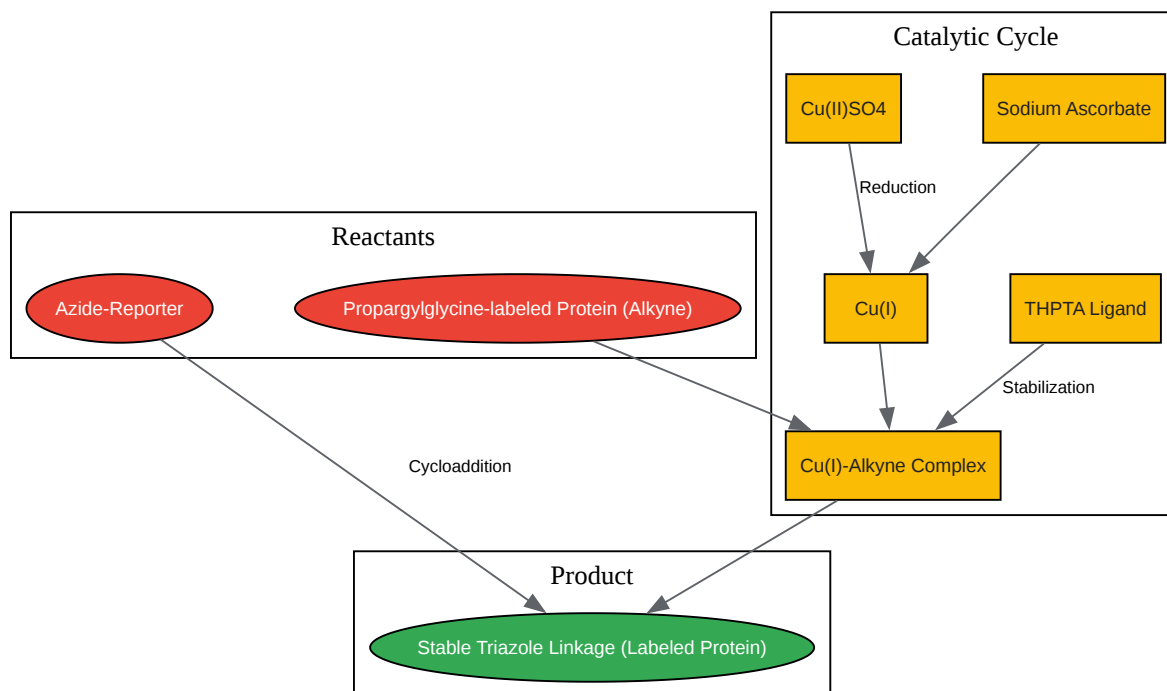 Catalytic Cycle
Cu(II)SO4
Sodium Ascorbate
Reduction
Reactants
Azide-Reporter
Propargylglycine-labeled Protein (Alkyne)
Cu(I)
THPTA Ligand
Stabilization
Cycloaddition
Cu(I)-Alkyne Complex
Product
Stable Triazole Linkage (Labeled Protein)